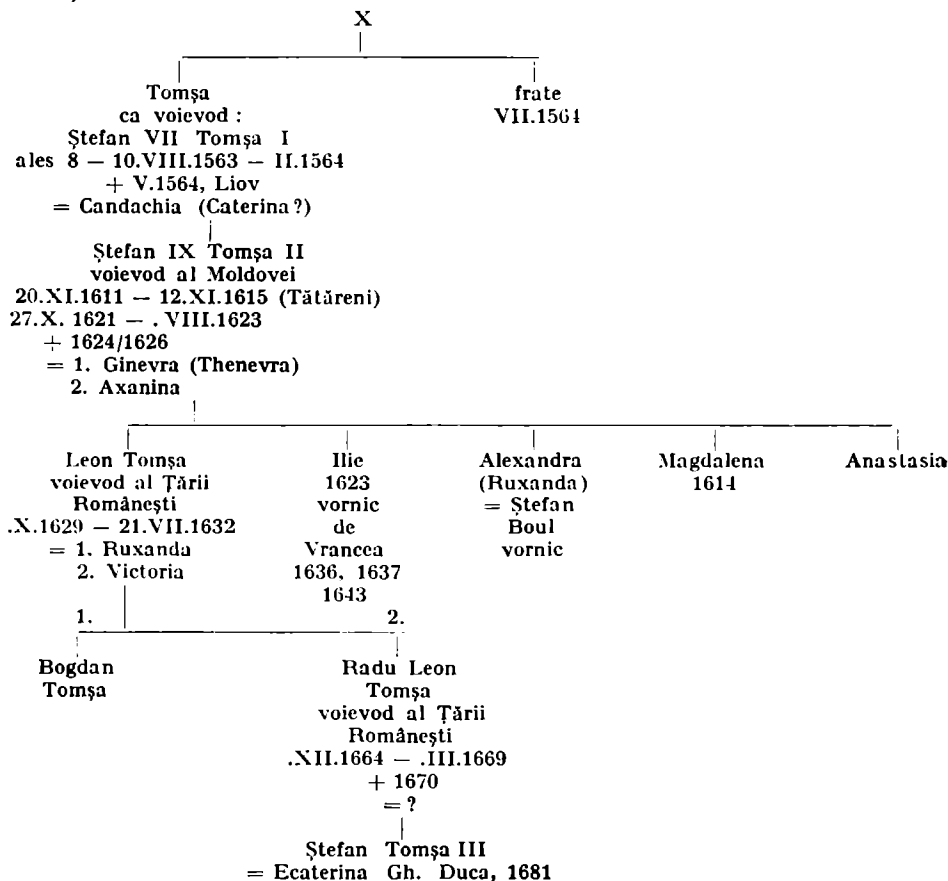 X
Tomşa
ca voievod :
Ştefan VII Tomşa I
ales 8 — 10.VIII.1563 — II.1564
+ V.1564, Liov
= Candachia (Caterina?)
frate
VII.1564
Ştefan IX Tomşa II
voievod al Moldovei
20.XI.1611 — 12.XI.1615 (Tătăreni)
27.X. 1621 — . VIII.1623
+ 1624/1626
= 1. Ginevra (Thenevra)
2. Axanina
Leon Tomşa
voievod al Ţării
Româneşti
.X.1629 — 21.VII.1632
= 1. Ruxanda
2. Victoria
Ilie
1623
vornic
de
Vrancea
1636, 1637
1643
Alexandra
(Ruxanda)
= Ştefan
Boul
vornic
Magdalena
1614
Anastasia
1.
2.
Bogdan
Tomşa
Radu Leon
Tomşa
voievod al Ţării
Româneşti
.XII.1664 — .III.1669
+ 1670
= ?
Ştefan Tomşa III
= Ecaterina Gh. Duca, 1681